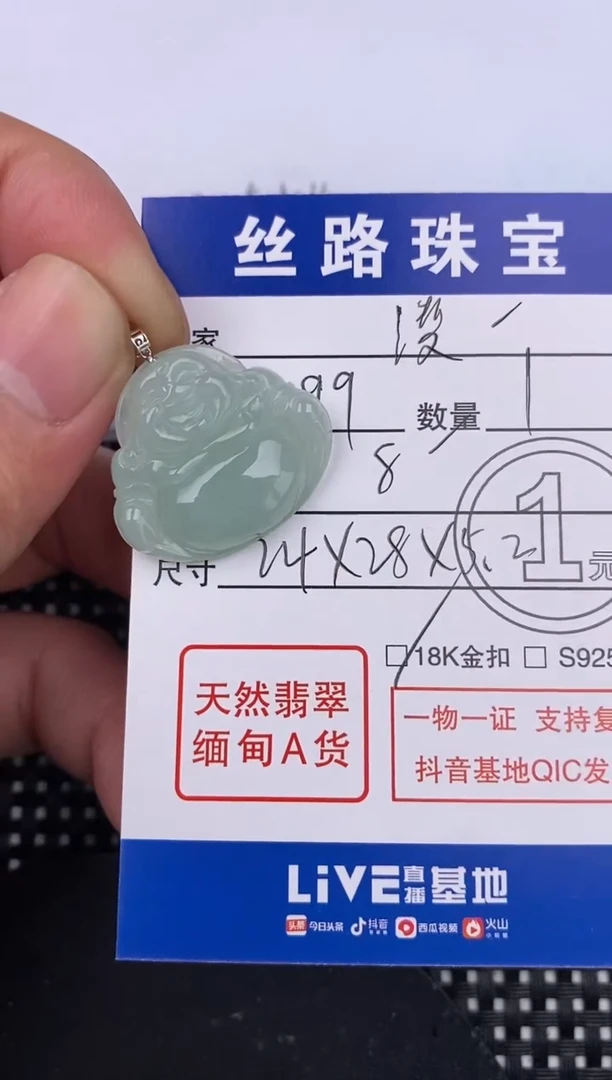 丝路珠宝
家
99 数量 1
8
1元
尺寸 24X28X5.2
18K金扣 S925
天然翡翠
缅甸A货
一物一证 支持复
抖音基地QIC发
LiVE直播基地
头条 今日头条 抖音 西瓜视频 火山